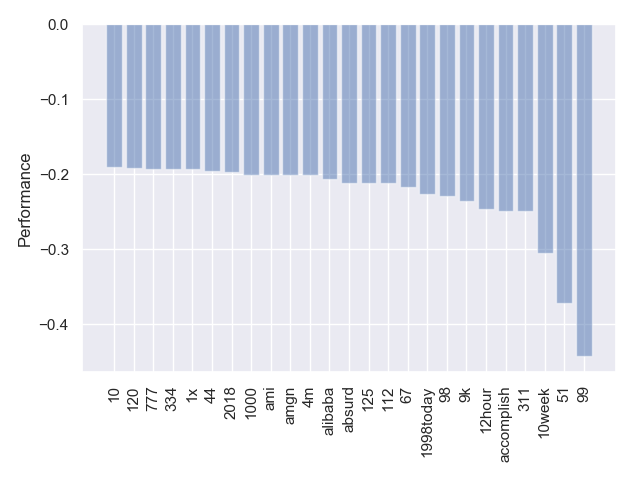 0.0
−0.1
−0.2
−0.3
−0.4
Performance
10
120
777
334
1x
44
2018
1000
ami
amgn
4m
alibaba
absurd
125
112
67
1998today
98
9k
12hour
accomplish
311
10week
51
99